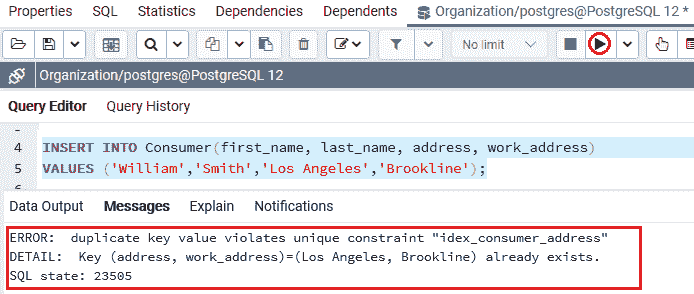 Properties SQL Statistics Dependencies Dependents Organization/postgres@PostgreSQL 12 *
No limit
Organization/postgres@PostgreSQL 12
Query Editor Query History
4 INSERT INTO Consumer(first_name, last_name, address, work_address)
5 VALUES ('William','Smith','Los Angeles','Brookline');
Data Output Messages Explain Notifications
ERROR: duplicate key value violates unique constraint "idex_consumer_address"
DETAIL: Key (address, work_address)=(Los Angeles, Brookline) already exists.
SQL state: 23505